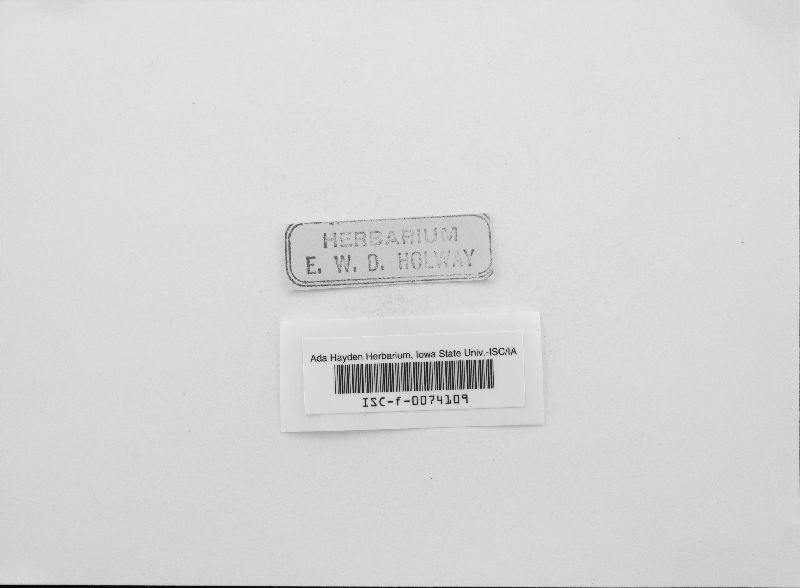 HERBARIUM
E. W. D. HOLWAY
Ada Hayden Herbarium, Iowa State Univ.-ISC/IA
ISC-f-0074109